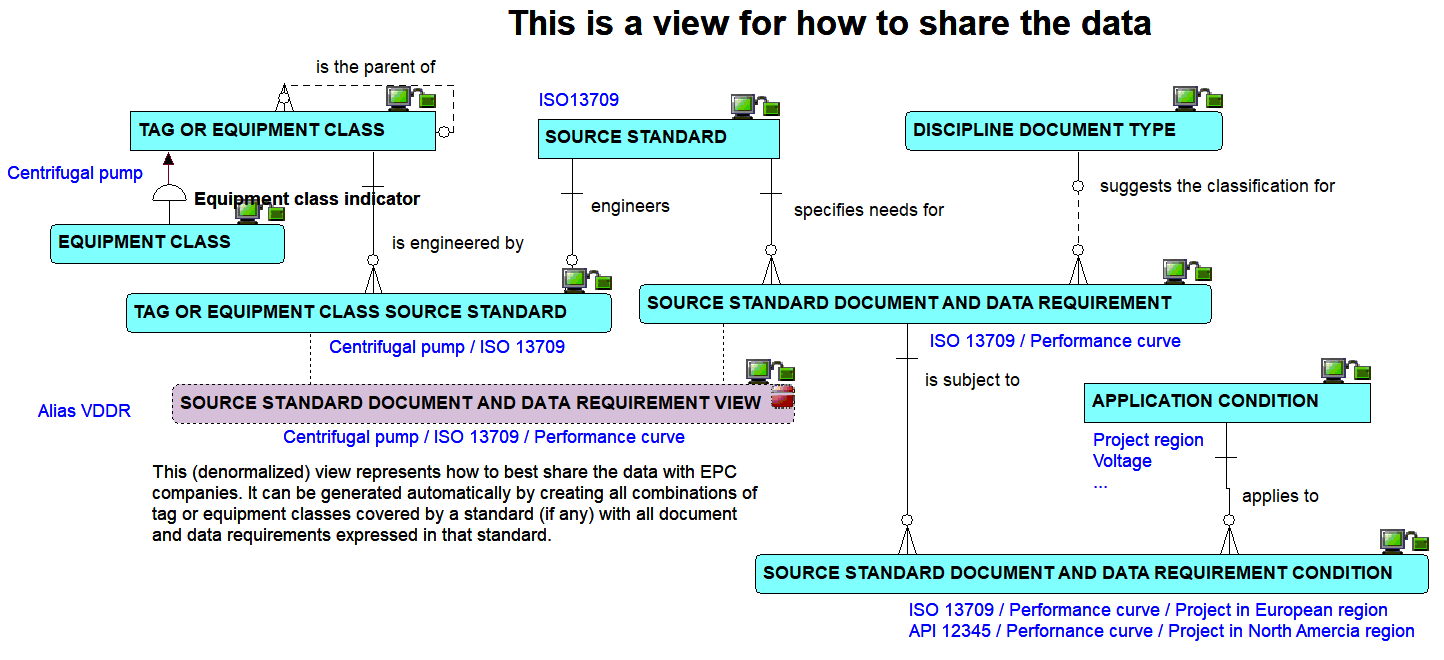 This is a view for how to share the data
is the parent of
TAG OR EQUIPMENT CLASS
ISO13709
SOURCE STANDARD
DISCIPLINE DOCUMENT TYPE
Centrifugal pump
Equipment class indicator
engineers
specifies needs for
suggests the classification for
EQUIPMENT CLASS
is engineered by
TAG OR EQUIPMENT CLASS SOURCE STANDARD
SOURCE STANDARD DOCUMENT AND DATA REQUIREMENT
Centrifugal pump / ISO 13709
ISO 13709 / Performance curve
is subject to
Alias VDDR
SOURCE STANDARD DOCUMENT AND DATA REQUIREMENT VIEW
Centrifugal pump / ISO 13709 / Performance curve
APPLICATION CONDITION
Project region
Voltage
...
applies to
This (denormalized) view represents how to best share the data with EPC
companies. It can be generated automatically by creating all combinations of
tag or equipment classes covered by a standard (if any) with all document
and data requirements expressed in that standard.
SOURCE STANDARD DOCUMENT AND DATA REQUIREMENT CONDITION
ISO 13709 / Performance curve / Project in European region
API 12345 / Perfornance curve / Project in North Amercia region